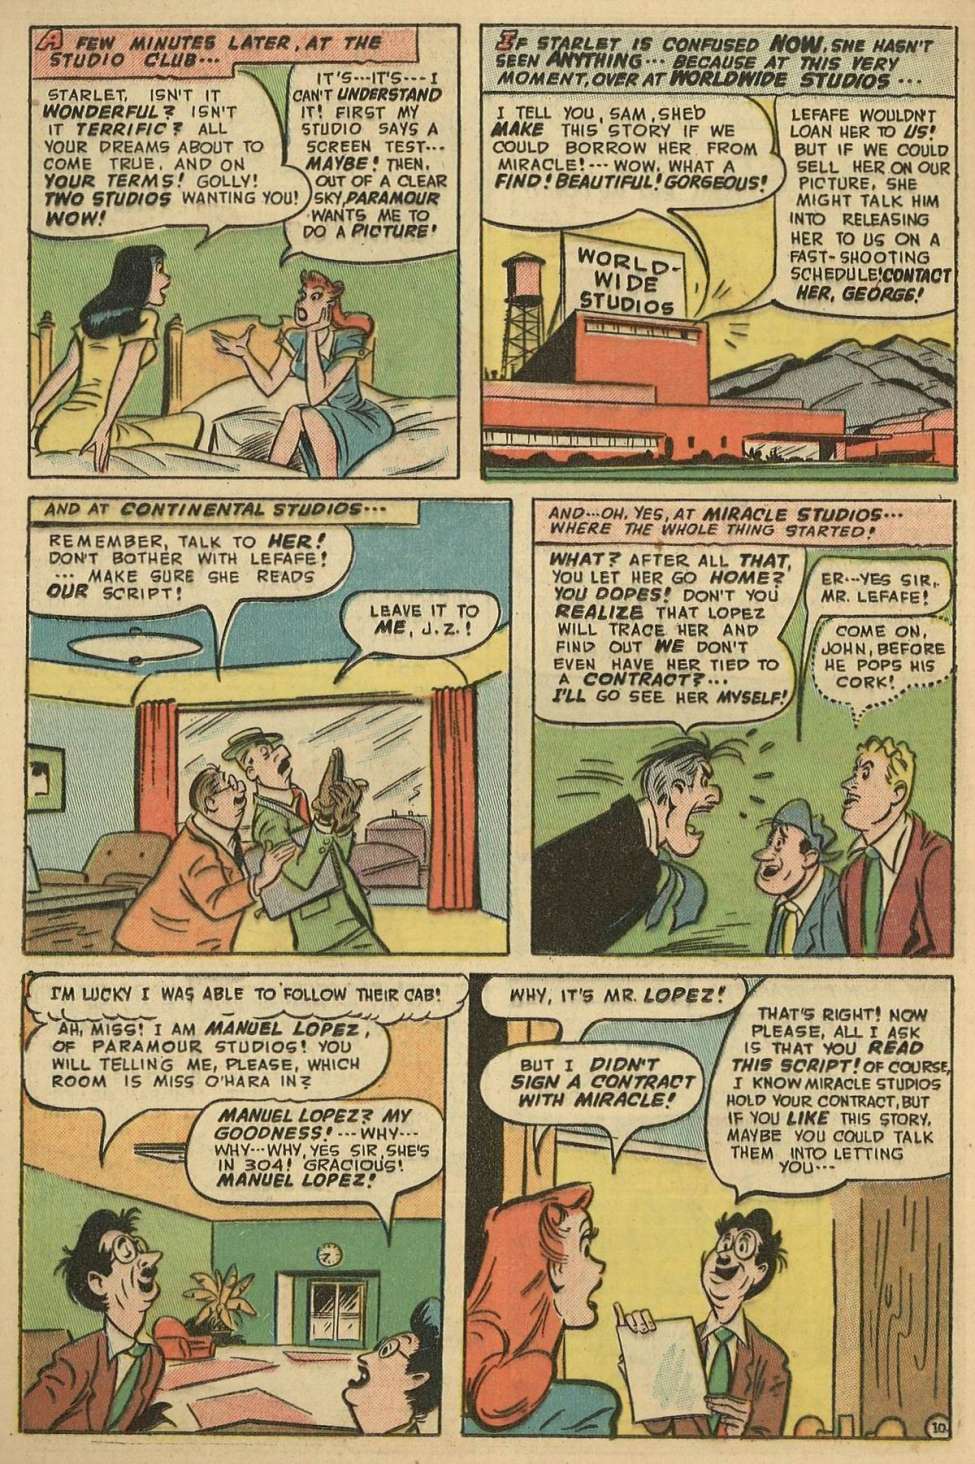 A FEW MINUTES LATER, AT THE
STUDIO CLUB---
STARLET, ISN'T IT
WONDERFUL? ISN'T
IT TERRIFIC? ALL
YOUR DREAMS ABOUT TO
COME TRUE, AND ON
YOUR TERMS! GOLLY!
TWO STUDIOS WANTING YOU!
WOW!
IT'S---IT'S---I
CAN'T UNDERSTAND
IT! FIRST MY
STUDIO SAYS A
SCREEN TEST---
MAYBE! THEN,
OUT OF A CLEAR
SKY, PARAMOUR
WANTS ME TO
DO A PICTURE!
IF STARLET IS CONFUSED NOW, SHE HASN'T
SEEN ANYTHING--- BECAUSE AT THIS VERY
MOMENT, OVER AT WORLDWIDE STUDIOS ---
I TELL YOU, SAM, SHE'D
MAKE THIS STORY IF WE
COULD BORROW HER FROM
MIRACLE!--- WOW, WHAT A
FIND! BEAUTIFUL! GORGEOUS!
LEFAFE WOULDN'T
LOAN HER TO US!
BUT IF WE COULD
SELL HER ON OUR
PICTURE, SHE
MIGHT TALK HIM
INTO RELEASING
HER TO US ON A
FAST-SHOOTING
SCHEDULE! CONTACT
HER, GEORGE!
WORLD-
WIDE
STUDIOS
AND AT CONTINENTAL STUDIOS---
REMEMBER, TALK TO HER!
DON'T BOTHER WITH LEFAFE!
--- MAKE SURE SHE READS
OUR SCRIPT!
LEAVE IT TO
ME, J.Z.!
AND---OH, YES, AT MIRACLE STUDIOS---
WHERE THE WHOLE THING STARTED!
WHAT? AFTER ALL THAT,
YOU LET HER GO HOME?
YOU DOPES! DON'T YOU
REALIZE THAT LOPEZ
WILL TRACE HER AND
FIND OUT WE DON'T
EVEN HAVE HER TIED TO
A CONTRACT?---
I'LL GO SEE HER MYSELF!
ER---YES SIR,
MR. LEFAFE!
COME ON,
JOHN, BEFORE
HE POPS HIS
CORK!
I'M LUCKY I WAS ABLE TO FOLLOW THEIR CAB!
AH, MISS! I AM MANUEL LOPEZ,
OF PARAMOUR STUDIOS! YOU
WILL TELLING ME, PLEASE, WHICH
ROOM IS MISS O'HARA IN?
MANUEL LOPEZ? MY
GOODNESS!---WHY---
WHY---WHY, YES SIR, SHE'S
IN 304! GRACIOUS!
MANUEL LOPEZ!
WHY, IT'S MR. LOPEZ!
BUT I DIDN'T
SIGN A CONTRACT
WITH MIRACLE!
THAT'S RIGHT! NOW
PLEASE, ALL I ASK
IS THAT YOU READ
THIS SCRIPT! OF COURSE,
I KNOW MIRACLE STUDIOS
HOLD YOUR CONTRACT, BUT
IF YOU LIKE THIS STORY,
MAYBE YOU COULD TALK
THEM INTO LETTING
YOU---
10